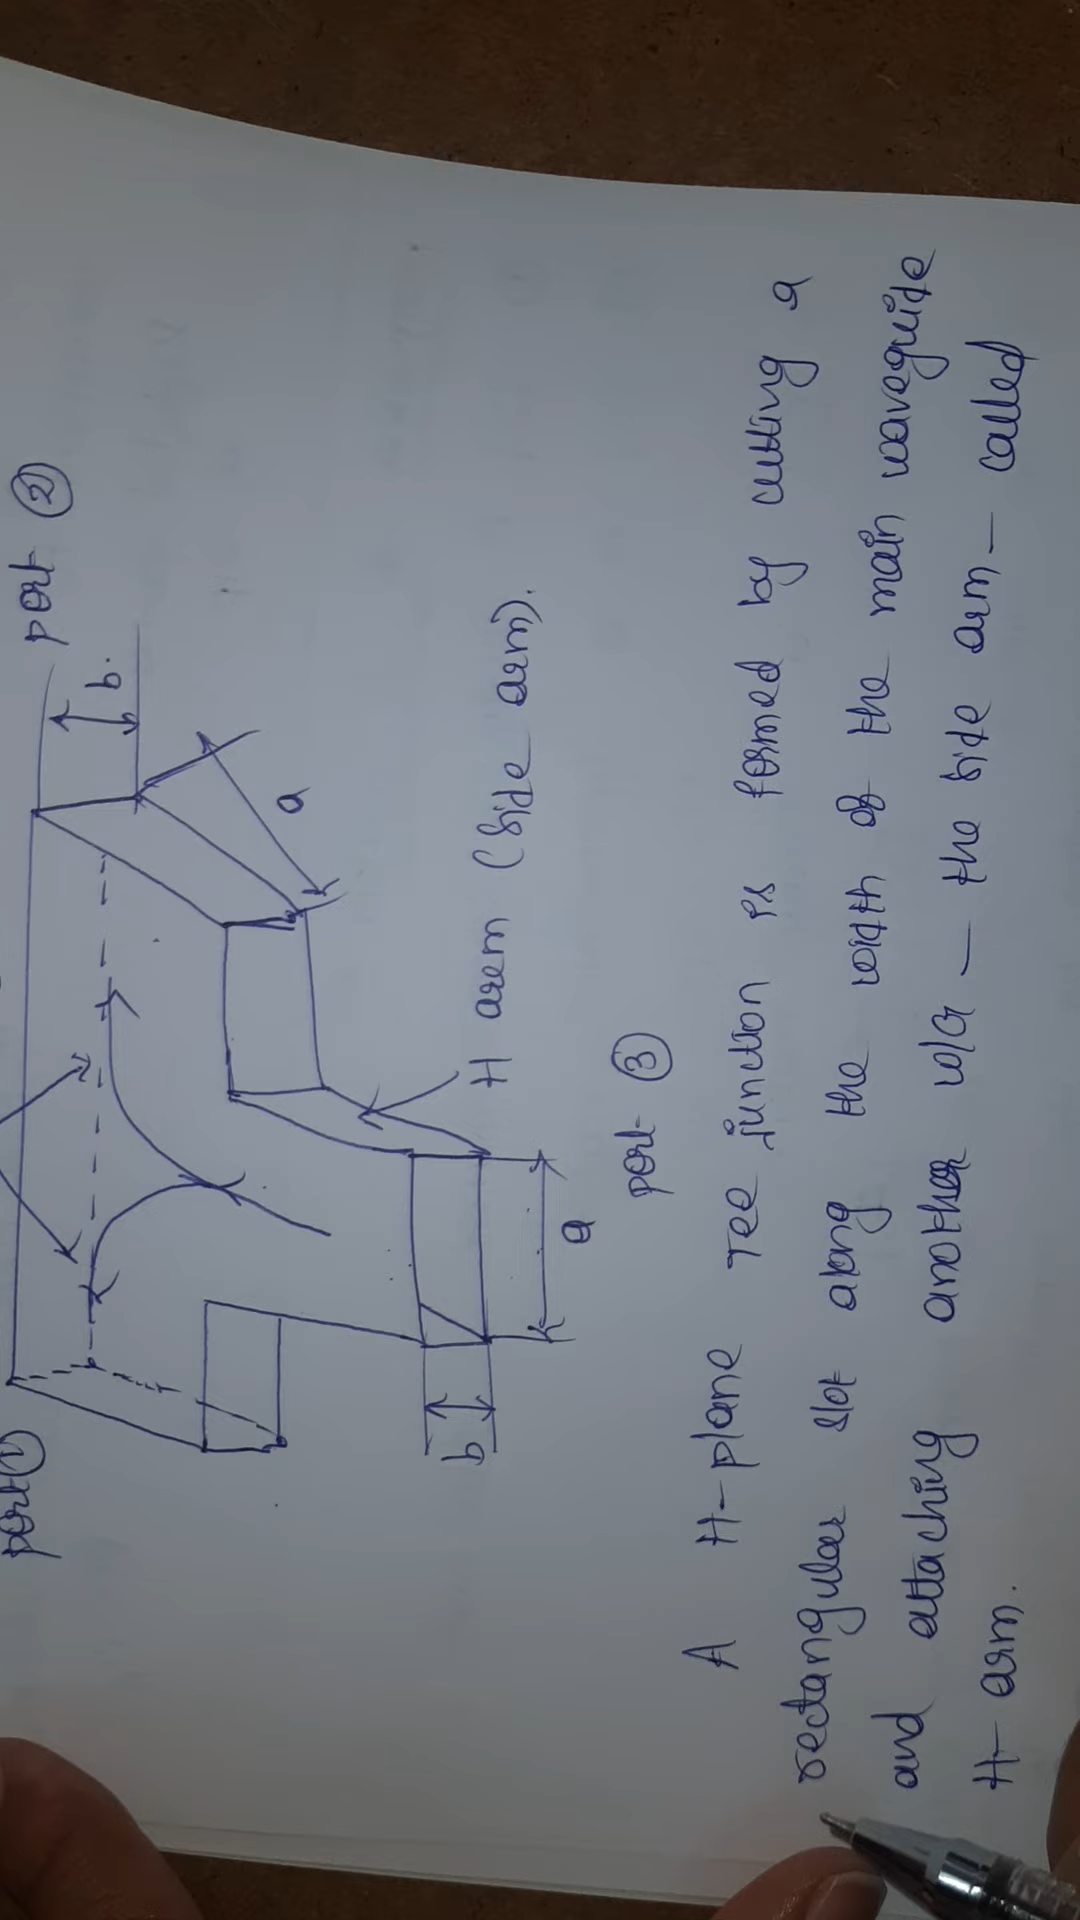 port ①
port ②
b.
a
H arm (side arm).
b
a
port ③
A H-plane Tee junction is formed by cutting a
rectangular slot along the width of the main waveguide
and attaching another w/G — the side arm — called
H- arm.